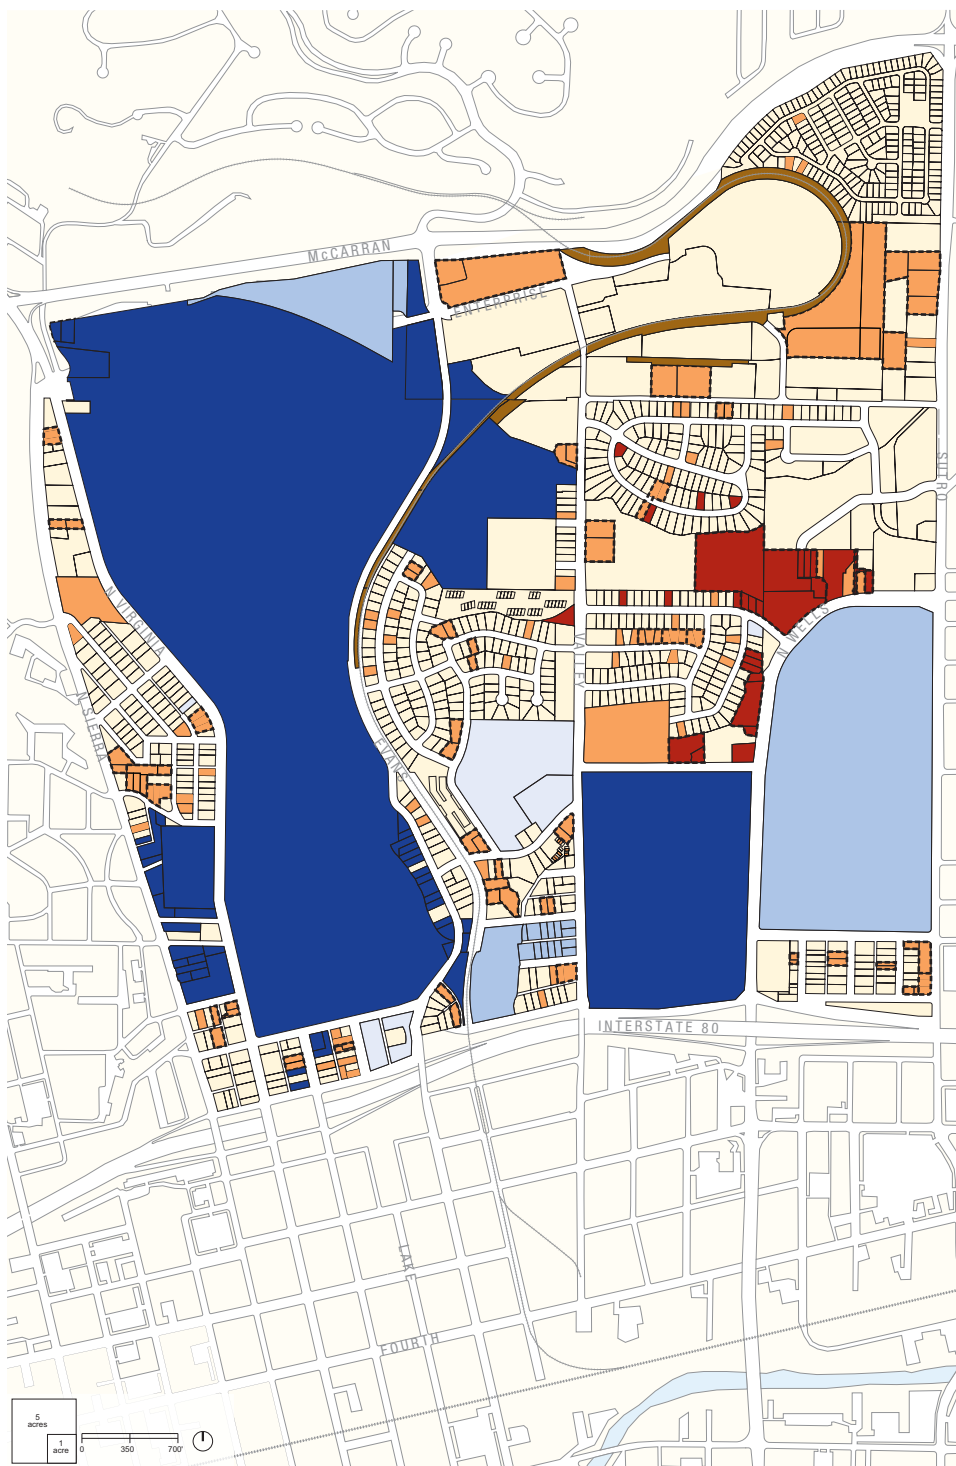 McCARRAN
ENTERPRISE
SUTRO
N VIRGINIA
N WELLS
VALLEY
N SIERRA
EVANS
INTERSTATE 80
LAKE
FOURTH
5
acres
1
acre
0 350 700'